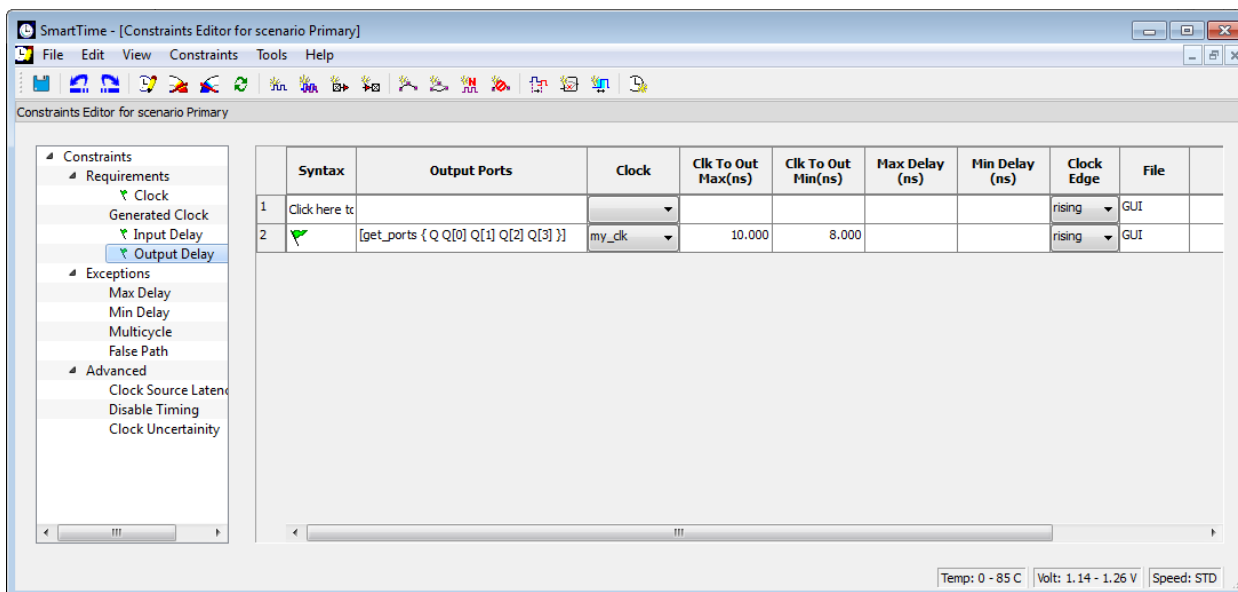 SmartTime - [Constraints Editor for scenario Primary]
File Edit View Constraints Tools Help
Constraints Editor for scenario Primary
Constraints
Requirements
Clock
Generated Clock
Input Delay
Output Delay
Exceptions
Max Delay
Min Delay
Multicycle
False Path
Advanced
Clock Source Latenc
Disable Timing
Clock Uncertainity
Syntax Output Ports Clock Clk To Out Max(ns) Clk To Out Min(ns) Max Delay (ns) Min Delay (ns) Clock Edge File
1 Click here to rising GUI
2 [get_ports { Q Q[0] Q[1] Q[2] Q[3] }] my_clk 10.000 8.000 rising GUI
Temp: 0 - 85 C Volt: 1.14 - 1.26 V Speed: STD